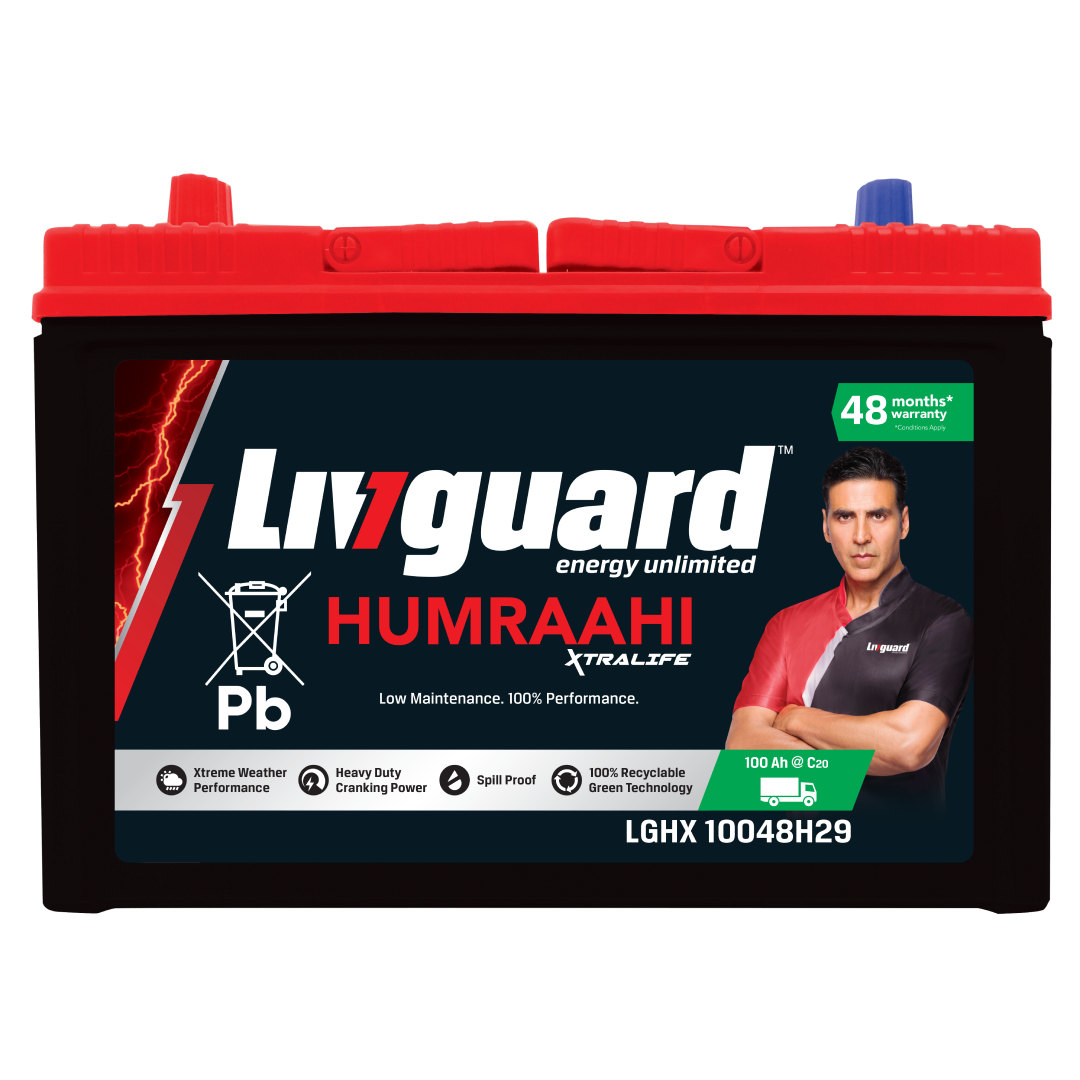 48 months*
warranty
*Conditions Apply
Livguard™
energy unlimited
HUMRAAHI
XTRALIFE
Pb
Low Maintenance. 100% Performance.
Livguard
Xtreme Weather
Performance
Heavy Duty
Cranking Power
Spill Proof
100% Recyclable
Green Technology
100 Ah @ C20
LGHX 10048H29